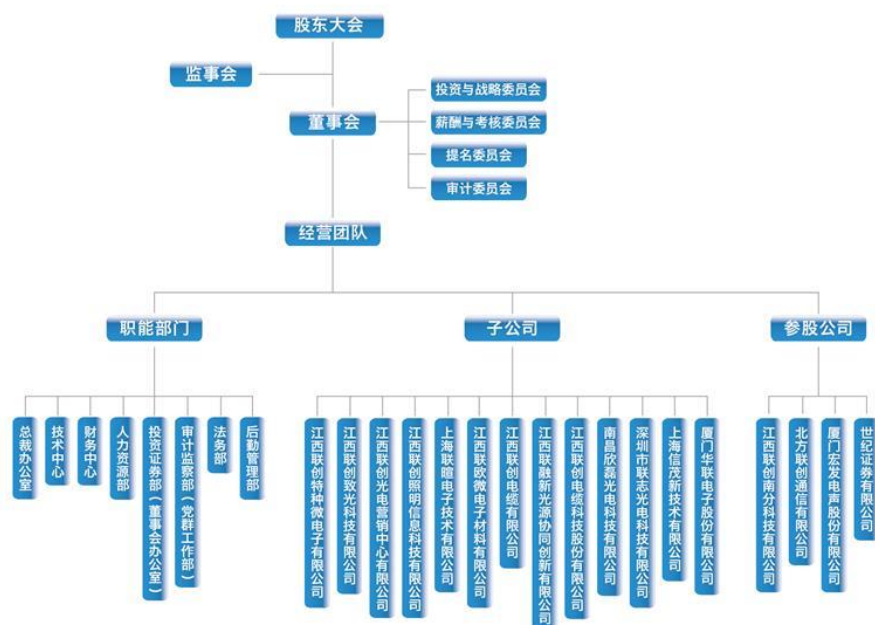 股东大会
监事会
董事会
投资与战略委员会
薪酬与考核委员会
提名委员会
审计委员会
经营团队
职能部门
子公司
参股公司
总裁办公室
技术中心
财务中心
人力资源部
投资证券部（董事会办公室）
审计监察部（党群工作部）
法务部
后勤管理部
江西联创特种微电子有限公司
江西联创致光科技有限公司
江西联创光电营销中心有限公司
江西联创照明信息科技有限公司
上海联暄电子技术有限公司
江西联欧微电子材料有限公司
江西联创电缆有限公司
江西联融新光源协同创新有限公司
江西联创电缆科技股份有限公司
南昌欣磊光电科技有限公司
深圳市联志光电科技有限公司
上海信茂新技术有限公司
厦门华联电子股份有限公司
江西联创南分科技有限公司
北方联创通信有限公司
厦门宏发电声股份有限公司
世纪证券有限公司